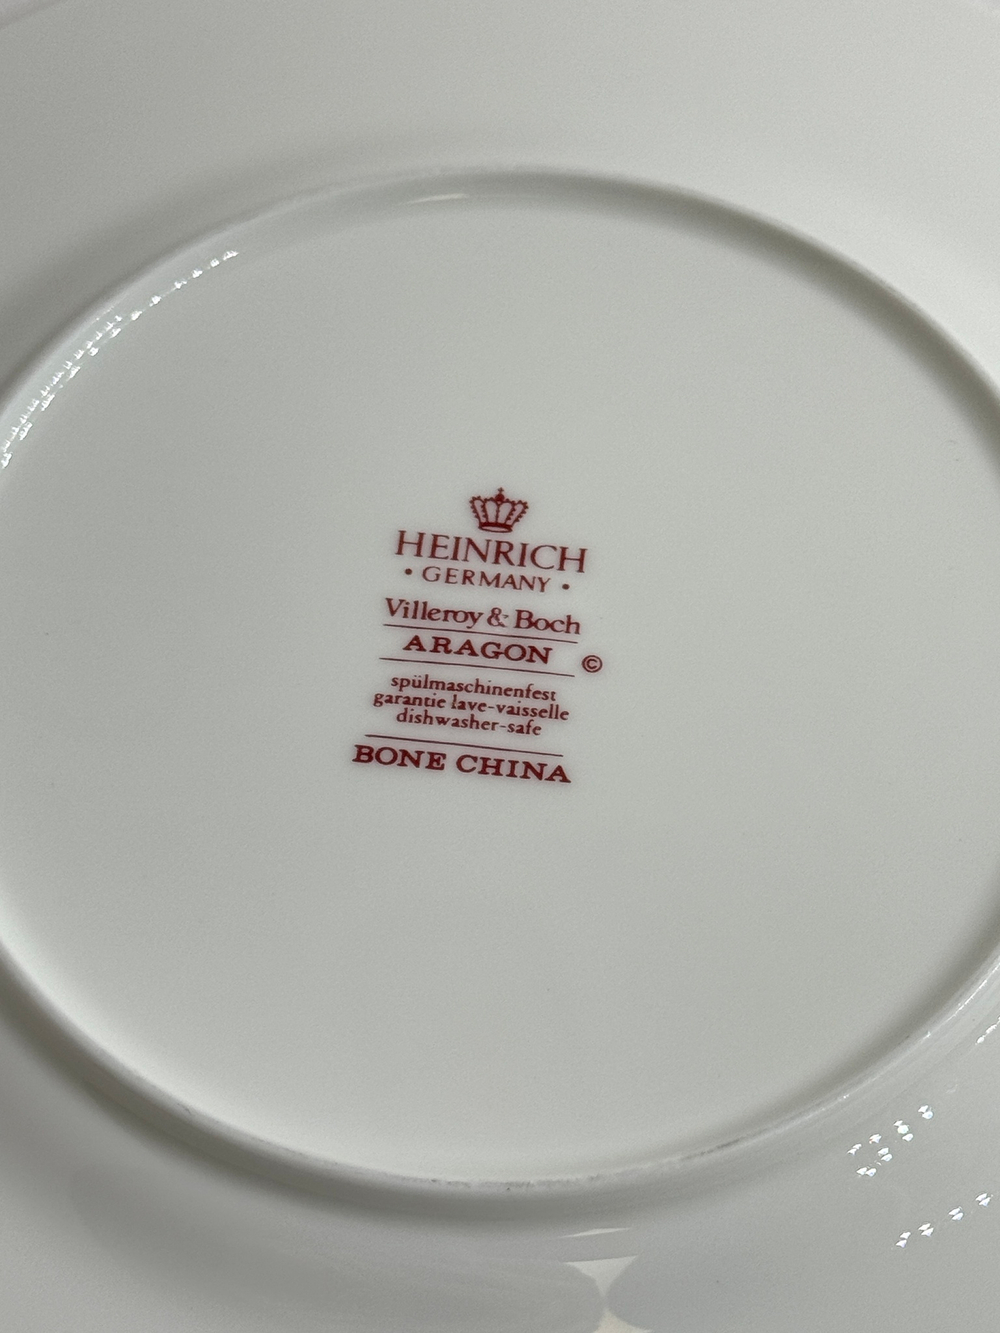 HEINRICH
• GERMANY •
Villeroy & Boch
ARAGON ©
spülmaschinenfest
garantie lave-vaisselle
dishwasher-safe
BONE CHINA